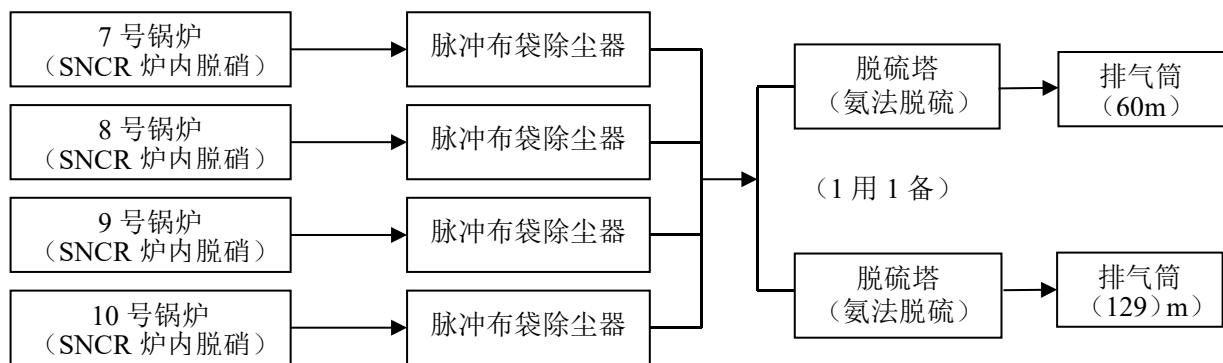 7 号锅炉
（SNCR 炉内脱硝）
脉冲布袋除尘器
8 号锅炉
（SNCR 炉内脱硝）
脉冲布袋除尘器
9 号锅炉
（SNCR 炉内脱硝）
脉冲布袋除尘器
10 号锅炉
（SNCR 炉内脱硝）
脉冲布袋除尘器
脱硫塔
（氨法脱硫）
排气筒
（60m）
（1 用 1 备）
脱硫塔
（氨法脱硫）
排气筒
（129）m）